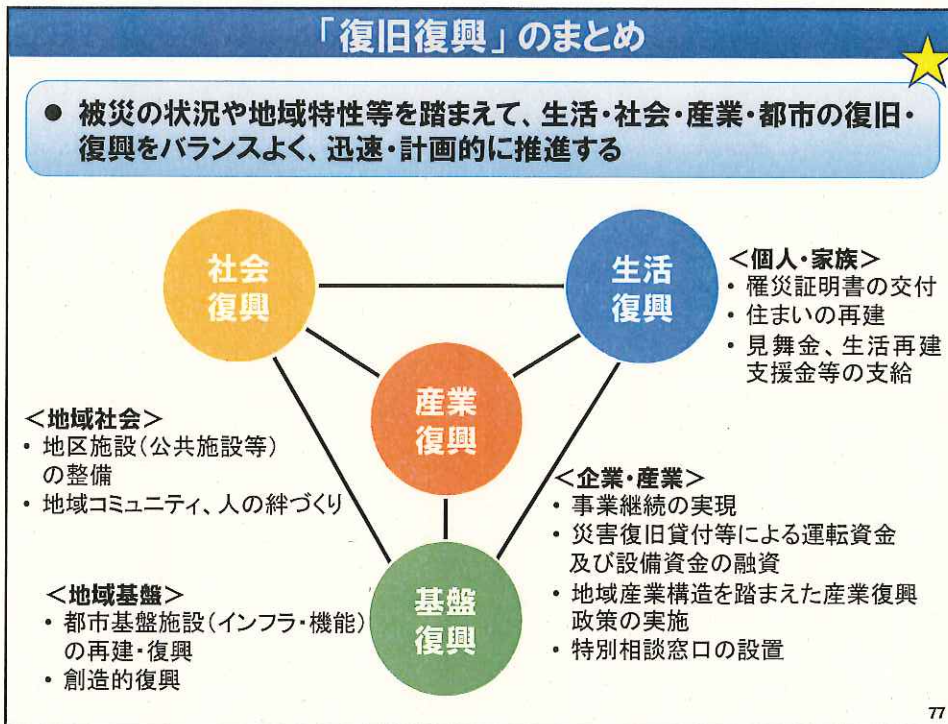 「復旧復興」のまとめ
● 被災の状況や地域特性等を踏まえて、生活・社会・産業・都市の復旧・
復興をバランスよく、迅速・計画的に推進する
社会
復興
生活
復興
<個人・家族>
・ 罹災証明書の交付
・ 住まいの再建
・ 見舞金、生活再建
支援金等の支給
産業
復興
<地域社会>
・ 地区施設(公共施設等)
の整備
・ 地域コミュニティ、人の絆づくり
<企業・産業>
・ 事業継続の実現
・ 災害復旧貸付等による運転資金
及び設備資金の融資
・ 地域産業構造を踏まえた産業復興
政策の実施
・ 特別相談窓口の設置
基盤
復興
<地域基盤>
・ 都市基盤施設(インフラ・機能)
の再建・復興
・ 創造的復興
77